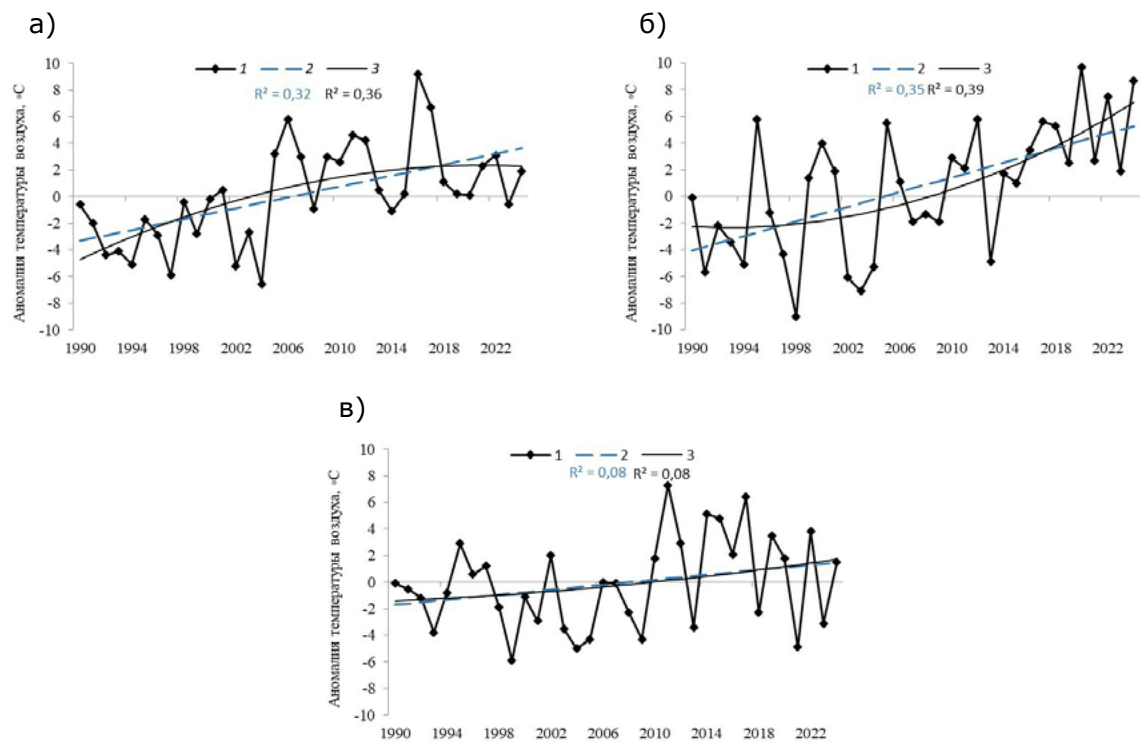 а)
Аномалия температуры воздуха, °С
10
8
6
4
2
0
-2
-4
-6
-8
-10
1 2 3
R² = 0,32 R² = 0,36
1990 1994 1998 2002 2006 2010 2014 2018 2022
б)
Аномалия температуры воздуха, °С
10
8
6
4
2
0
-2
-4
-6
-8
-10
1 2 3
R² = 0,35 R² = 0,39
1990 1994 1998 2002 2006 2010 2014 2018 2022
в)
Аномалия температуры воздуха, °С
10
8
6
4
2
0
-2
-4
-6
-8
-10
1 2 3
R² = 0,08 R² = 0,08
1990 1994 1998 2002 2006 2010 2014 2018 2022